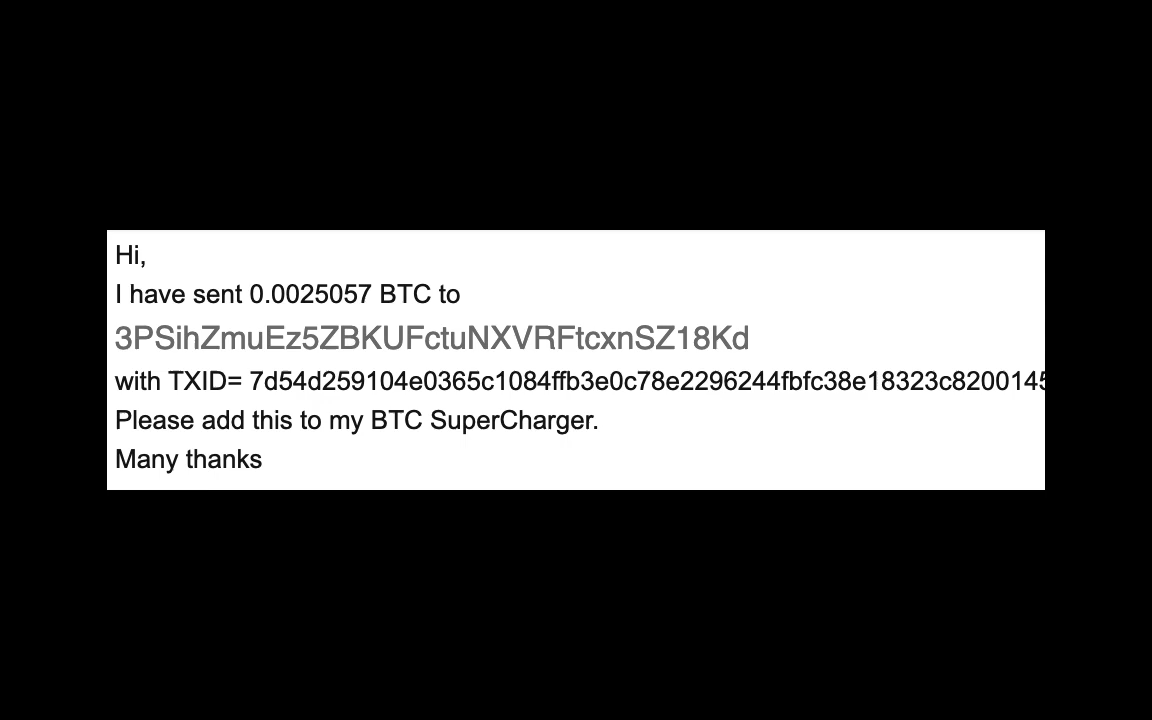 Hi,
I have sent 0.0025057 BTC to
3PSihZmuEz5ZBKUFctuNXVRFtcxnSZ18Kd
with TXID= 7d54d259104e0365c1084ffb3e0c78e2296244fbfc38e18323c8200145
Please add this to my BTC SuperCharger.
Many thanks